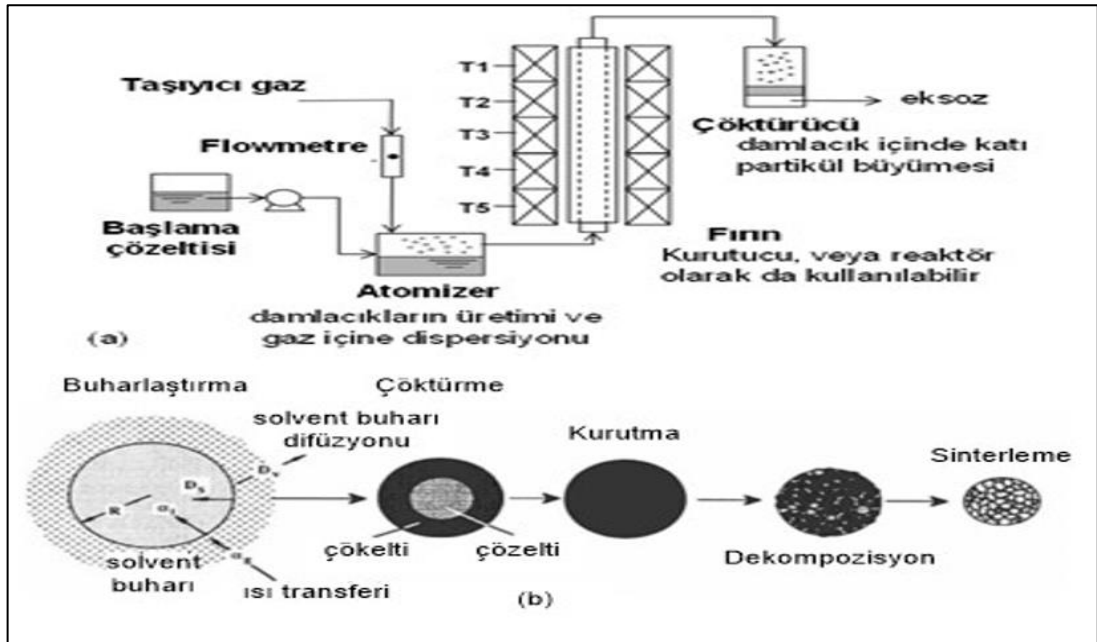 Taşıyıcı gaz
Flowmetre
Başlama
çözeltisi
Atomizer
damlacıkların üretimi ve
gaz içine dispersiyonu
(a)
T1
T2
T3
T4
T5
eksoz
Çöktürücü
damlacık içinde katı
partikül büyümesi
Fırın
Kurutucu, veya reaktör
olarak da kullanılabilir
Buharlaştırma
solvent buharı
difüzyonu
Dv
Ds
R
solvent
buharı
ısı transferi
Çöktürme
çökelti
çözelti
Kurutma
Dekompozisyon
Sinterleme
(b)